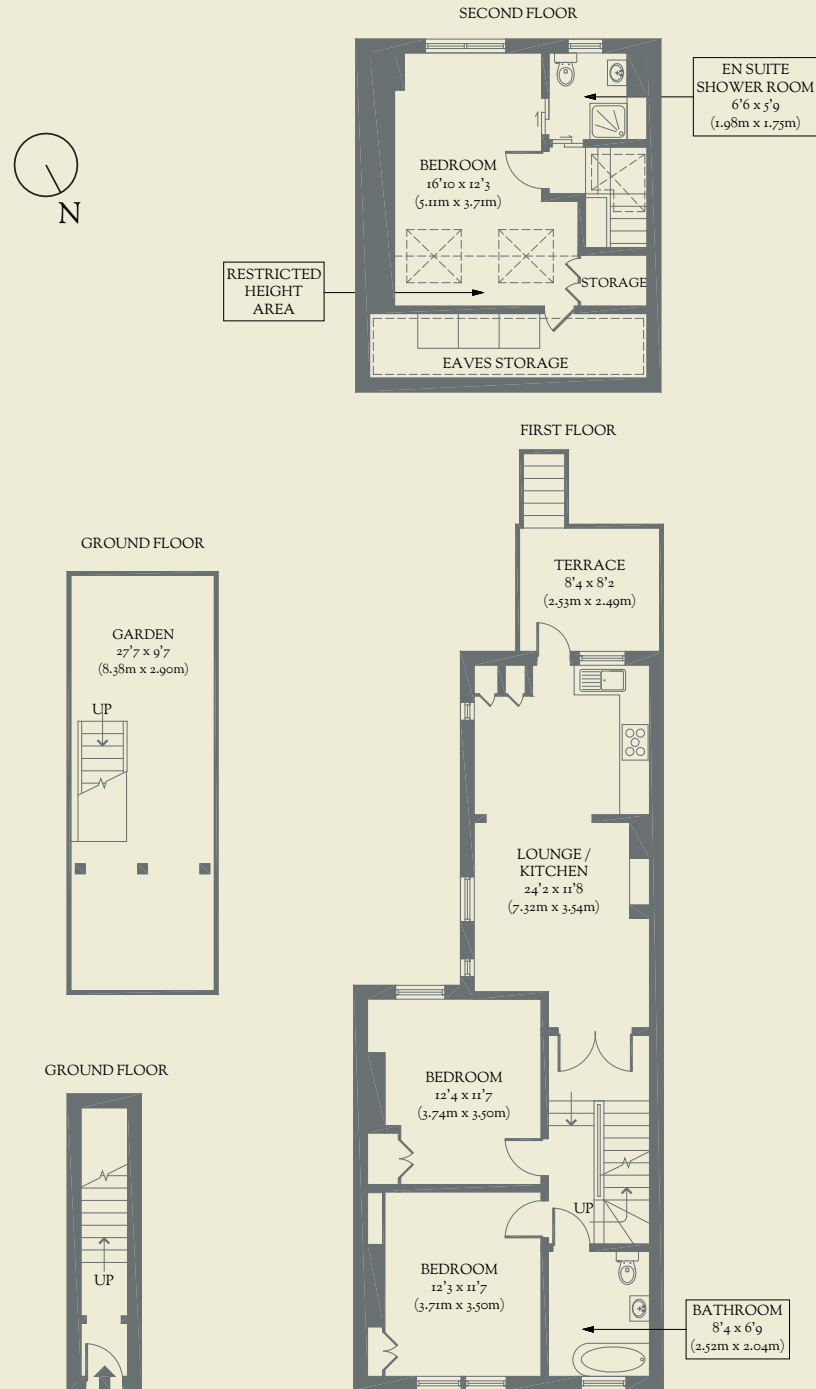 SECOND FLOOR
EN SUITE
SHOWER ROOM
6'6 x 5'9
(1.98m x 1.75m)
N
BEDROOM
16'10 x 12'3
(5.11m x 3.71m)
RESTRICTED
HEIGHT
AREA
STORAGE
EAVES STORAGE
FIRST FLOOR
TERRACE
8'4 x 8'2
(2.53m x 2.49m)
GROUND FLOOR
GARDEN
27'7 x 9'7
(8.38m x 2.90m)
UP
LOUNGE /
KITCHEN
24'2 x 11'8
(7.32m x 3.54m)
GROUND FLOOR
UP
BEDROOM
12'4 x 11'7
(3.74m x 3.50m)
UP
BEDROOM
12'3 x 11'7
(3.71m x 3.50m)
BATHROOM
8'4 x 6'9
(2.52m x 2.04m)